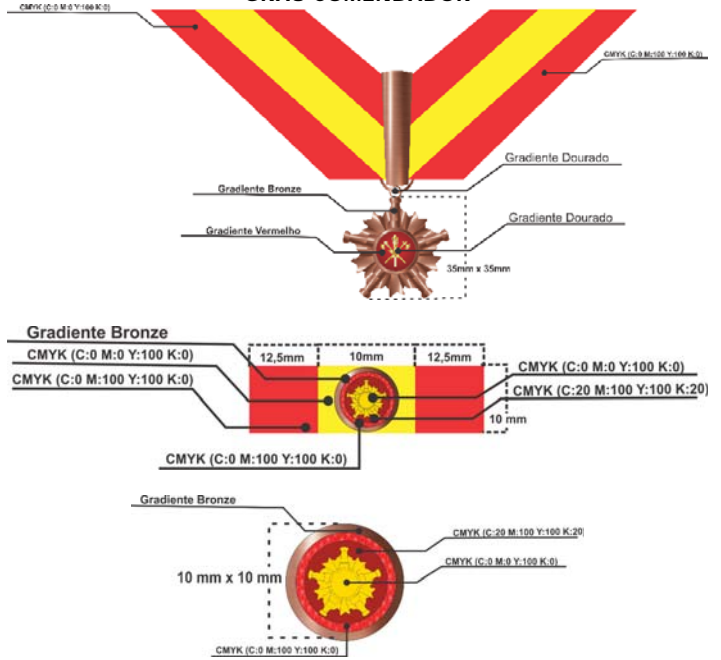 CMYK (C:0 M:0 Y:100 K:0)
CMYK (C:0 M:100 Y:100 K:0)
Gradiente Dourado
Gradiente Bronze
Gradiente Dourado
Gradiente Vermelho
35mm x 35mm
Gradiente Bronze
12,5mm 10mm 12,5mm
CMYK (C:0 M:0 Y:100 K:0)
CMYK (C:0 M:0 Y:100 K:0)
CMYK (C:0 M:100 Y:100 K:0)
CMYK (C:20 M:100 Y:100 K:20)
10 mm
CMYK (C:0 M:100 Y:100 K:0)
Gradiente Bronze
CMYK (C:20 M:100 Y:100 K:20)
CMYK (C:0 M:0 Y:100 K:0)
10 mm x 10 mm
CMYK (C:0 M:100 Y:100 K:0)